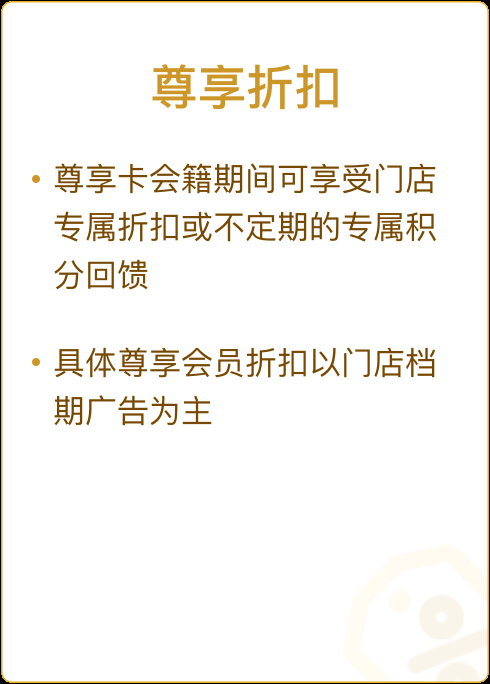 尊享折扣
• 尊享卡会籍期间可享受门店
专属折扣或不定期的专属积
分回馈
• 具体尊享会员折扣以门店档
期广告为主